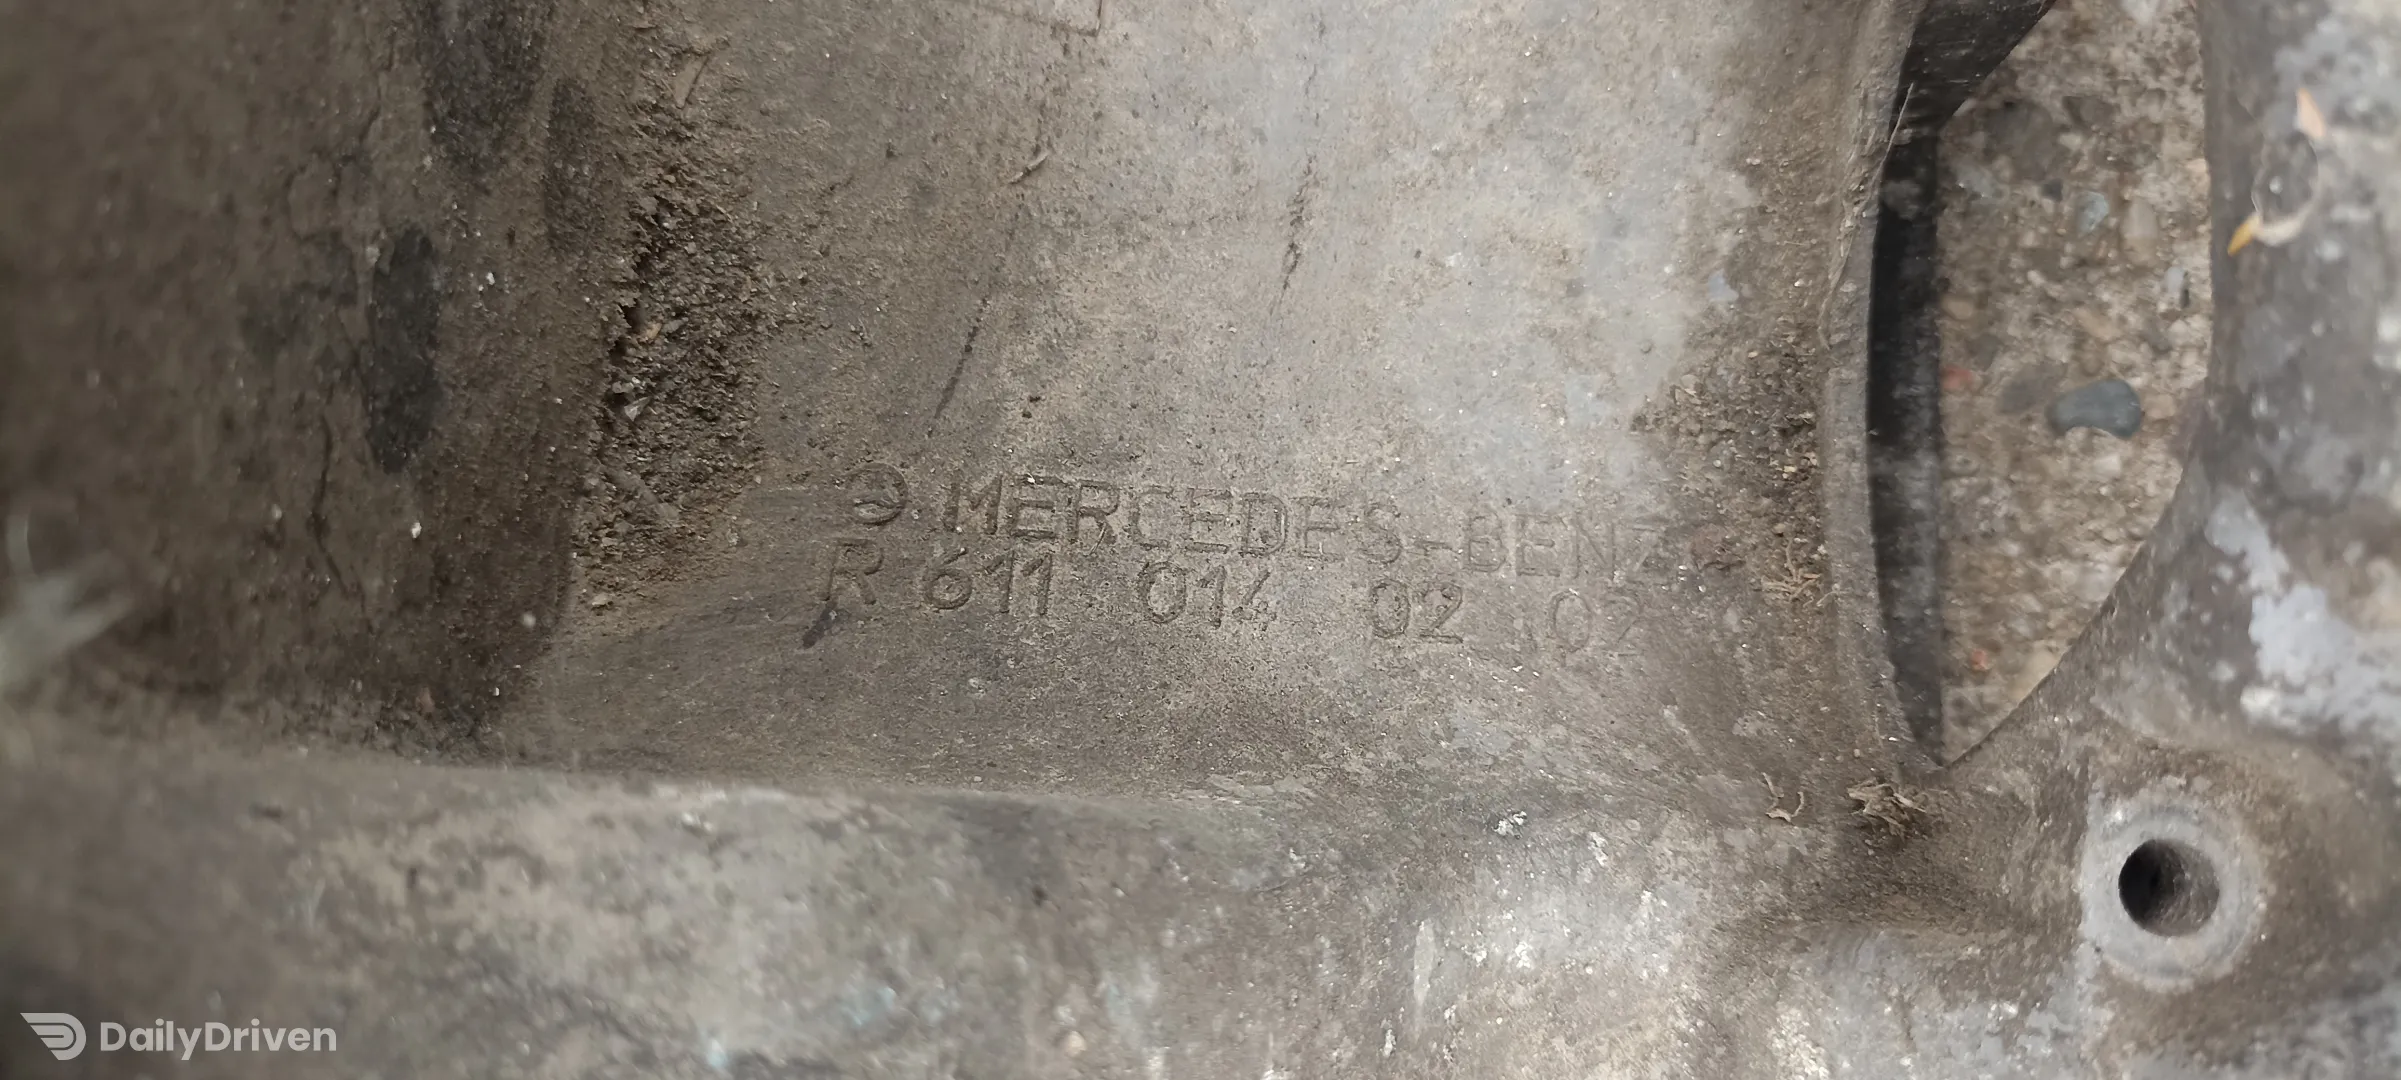 MERCEDES-BENZ
R 611 014 02 02
DailyDriven